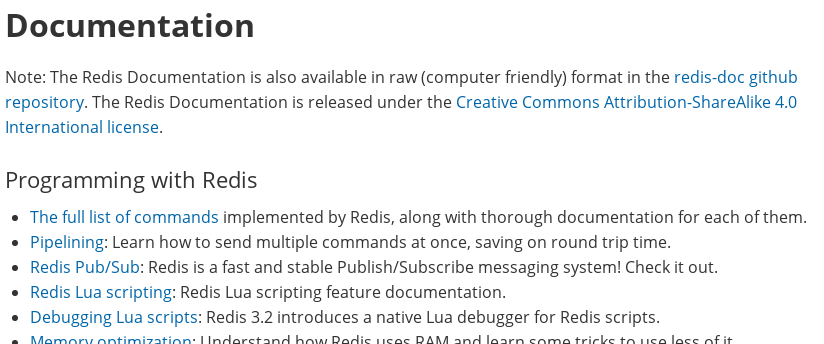 Documentation
Note: The Redis Documentation is also available in raw (computer friendly) format in the redis-doc github
repository. The Redis Documentation is released under the Creative Commons Attribution-ShareAlike 4.0
International license.
Programming with Redis
• The full list of commands implemented by Redis, along with thorough documentation for each of them.
• Pipelining: Learn how to send multiple commands at once, saving on round trip time.
• Redis Pub/Sub: Redis is a fast and stable Publish/Subscribe messaging system! Check it out.
• Redis Lua scripting: Redis Lua scripting feature documentation.
• Debugging Lua scripts: Redis 3.2 introduces a native Lua debugger for Redis scripts.
• Memory optimization: Understand how Redis uses RAM and learn some tricks to use less of it.